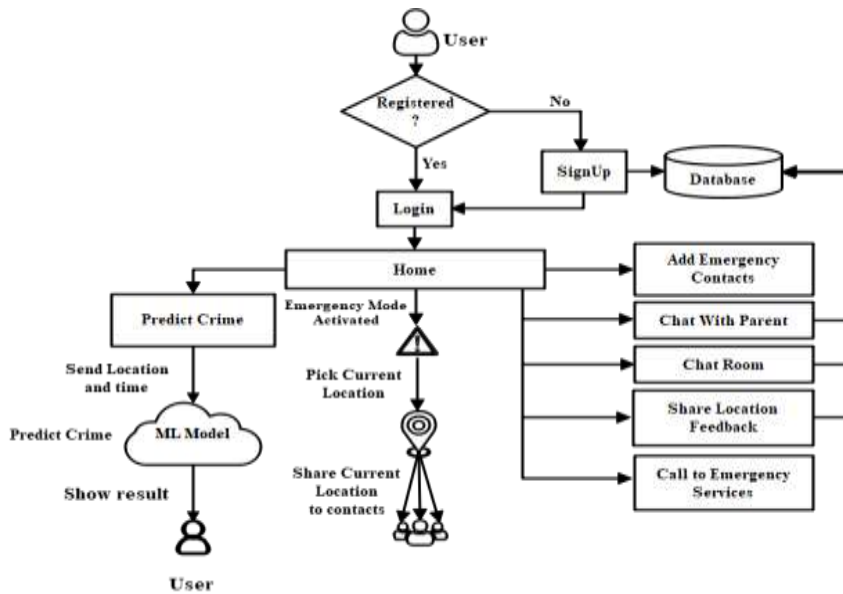 User
Registered
?
No
Yes
SignUp
Database
Login
Home
Add Emergency
Contacts
Predict Crime
Emergency Mode
Activated
Chat With Parent
Send Location
and time
Pick Current
Location
Chat Room
Predict Crime
ML Model
Share Location
Feedback
Show result
Share Current
Location
to contacts
Call to Emergency
Services
User